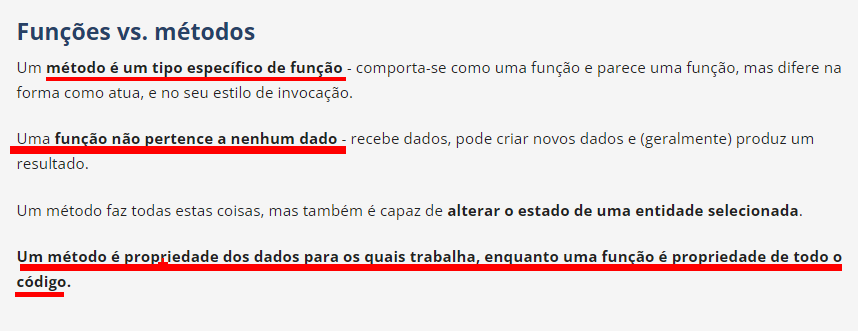 Funções vs. métodos
Um método é um tipo específico de função - comporta-se como uma função e parece uma função, mas difere na
forma como atua, e no seu estilo de invocação.
Uma função não pertence a nenhum dado - recebe dados, pode criar novos dados e (geralmente) produz um
resultado.
Um método faz todas estas coisas, mas também é capaz de alterar o estado de uma entidade selecionada.
Um método é propriedade dos dados para os quais trabalha, enquanto uma função é propriedade de todo o
código.